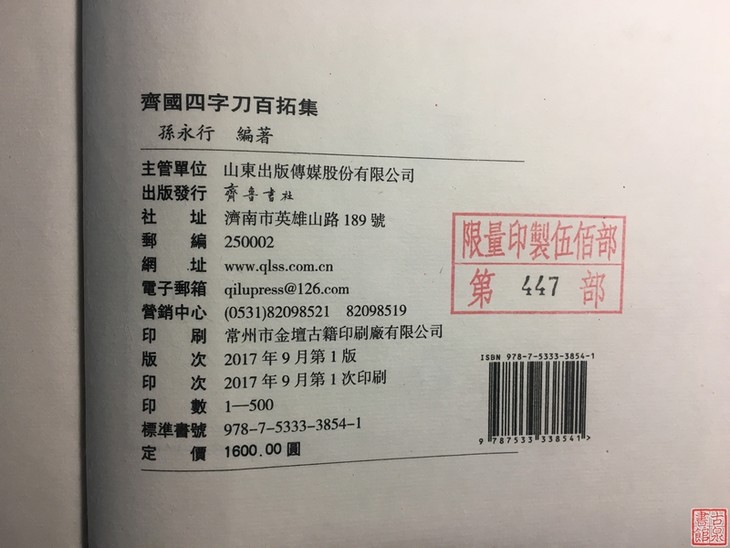 齊國四字刀百拓集
孫永行 編著
主管單位 山東出版傳媒股份有限公司
出版發行 齊魯書社
社 址 濟南市英雄山路189號
郵 編 250002
網 址 www.qlss.com.cn
電子郵箱 qilupress@126.com
營銷中心 (0531)82098521 82098519
印 刷 常州市金壇古籍印刷廠有限公司
版 次 2017年9月第1版
印 次 2017年9月第1次印刷
印 數 1—500
標準書號 978-7-5333-3854-1
定 價 1600.00圓
限量印製伍佰部
第 447 部
ISBN 978-7-5333-3854-1
9 787533 338541 >
古泉書館